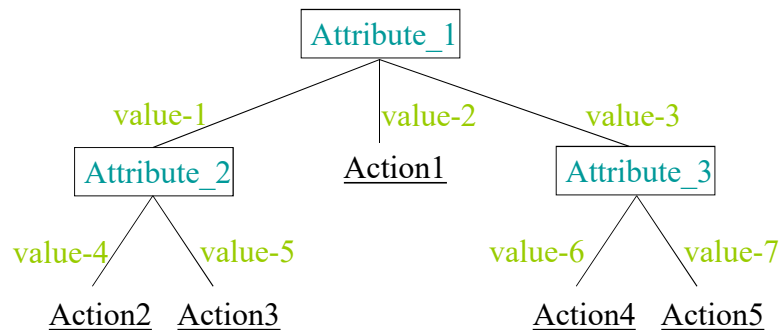 Attribute_1
value-1 value-2 value-3
Attribute_2 Action1 Attribute_3
value-4 value-5 value-6 value-7
Action2 Action3 Action4 Action5